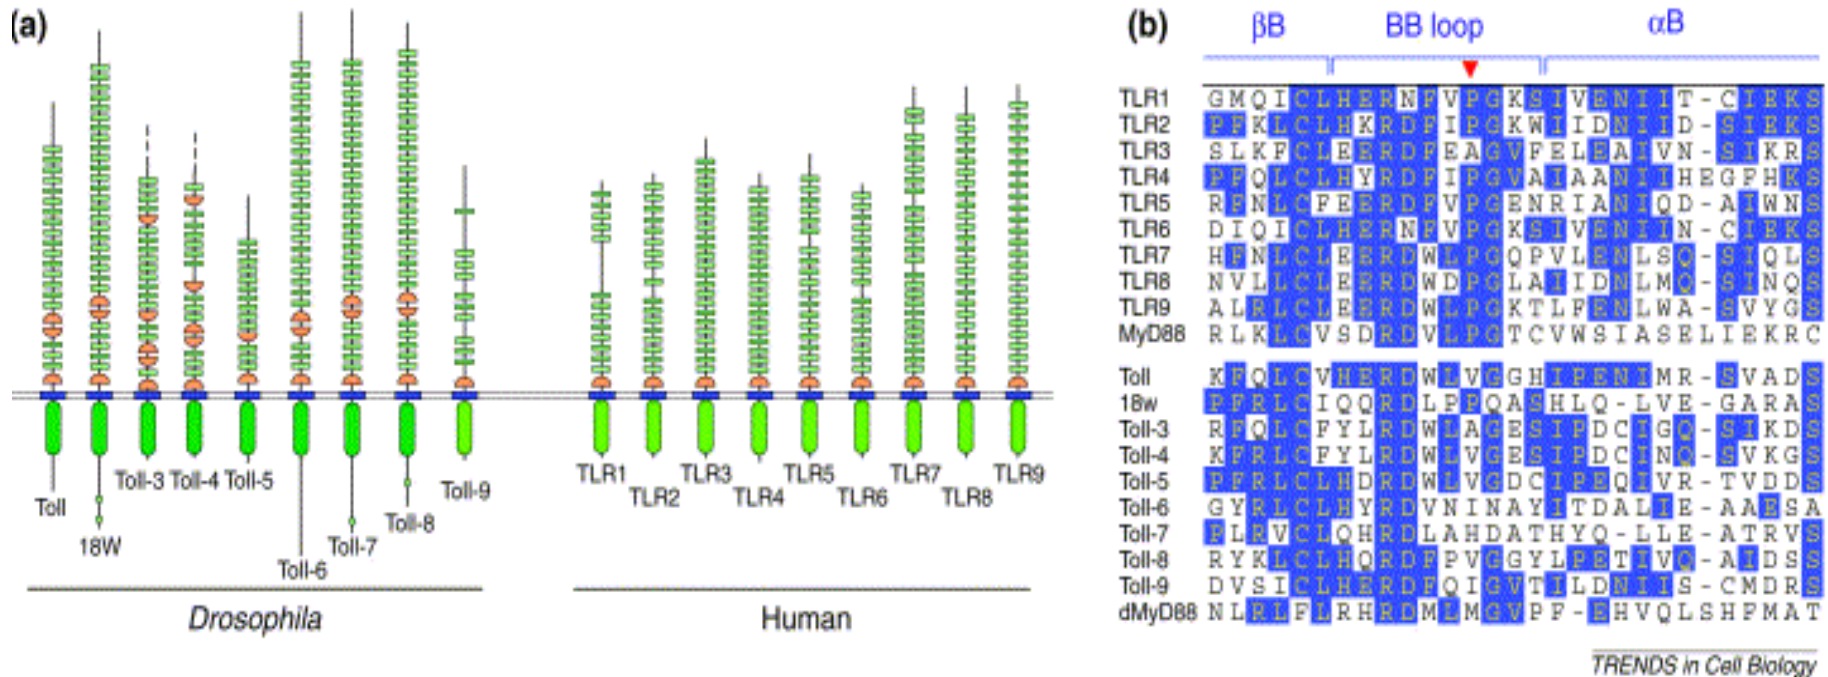 (a)
Toll
18W
Toll-3
Toll-4
Toll-5
Toll-6
Toll-7
Toll-8
Toll-9
Drosophila
TLR1
TLR2
TLR3
TLR4
TLR5
TLR6
TLR7
TLR8
TLR9
Human
(b)
βB BB loop αB
TLR1 GMQICLHERNFVPGKSIVENIIT-CIEKS
TLR2 PFKLCLHKRDFIPGKWIIDNIID-SIEKS
TLR3 SLKFCLEERDFEAGVFELEAIVN-SIKRS
TLR4 PFQLCLHYRDFIPGVAIAANIIHEGFHKS
TLR5 RFNLCFEERDFVPGENRIANIQD-AIWNS
TLR6 DIQICLHERNFVPGKSIVENIIN-CIEKS
TLR7 HFNLCLEERDWLPGQPVLENLSQ-SIQLS
TLR8 NVLLCLEERDWDPGLAIIDNLMQ-SINQS
TLR9 ALRLCLEERDWLPGKTLFENLWA-SVYGS
MyD88 RLKLCVSDRDVLPGTCVWSIASELIEKRC
Toll KFQLCVHERDWLVGGHIPENIMR-SVADS
18w PFRLCIQQRDLPPQASHLQ-LVE-GARAS
Toll-3 RFQLCFYLRDWLAGESIPDCIGQ-SIKDS
Toll-4 KFRLCFYLRDWLVGESIPDCINQ-SVKGS
Toll-5 PFRLCLHDRDWLVGDCIPEQIVR-TVDDS
Toll-6 GYRLCLHYRDVNINAYITDALIE-AAESA
Toll-7 PLRVCLQHRDLAHDATHYQ-LLE-ATRVS
Toll-8 RYKLCLHQRDFPVGGYLPETIVQ-AIDSS
Toll-9 DVSICLHERDFQIGVTILDNIIS-CMDRS
dMyD88 NLRLFLRHRDMLMGVPF-EHVQLSHFMAT
TRENDS in Cell Biology